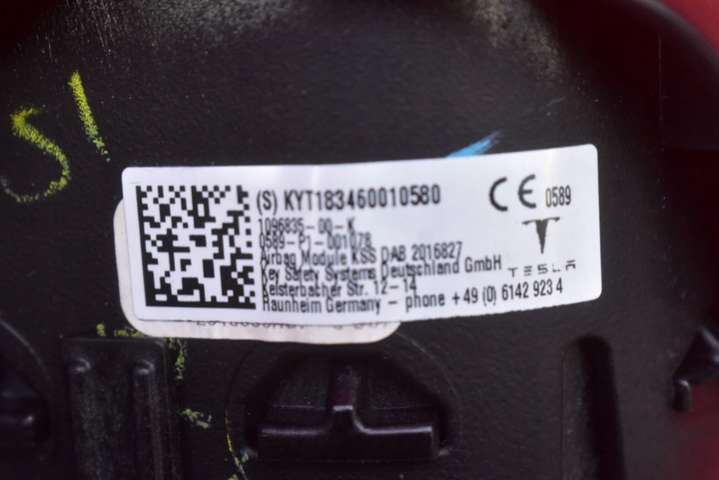 S1
(S) KYT183460010580
CE 0589
1096835-00-K
0589-P1-001078
Airbag Module KSS DAB 2016827
Key Safety Systems Deutschland GmbH
Kelsterbacher Str. 12-14
Raunheim Germany - phone +49 (0) 6142 923 4
TESLA